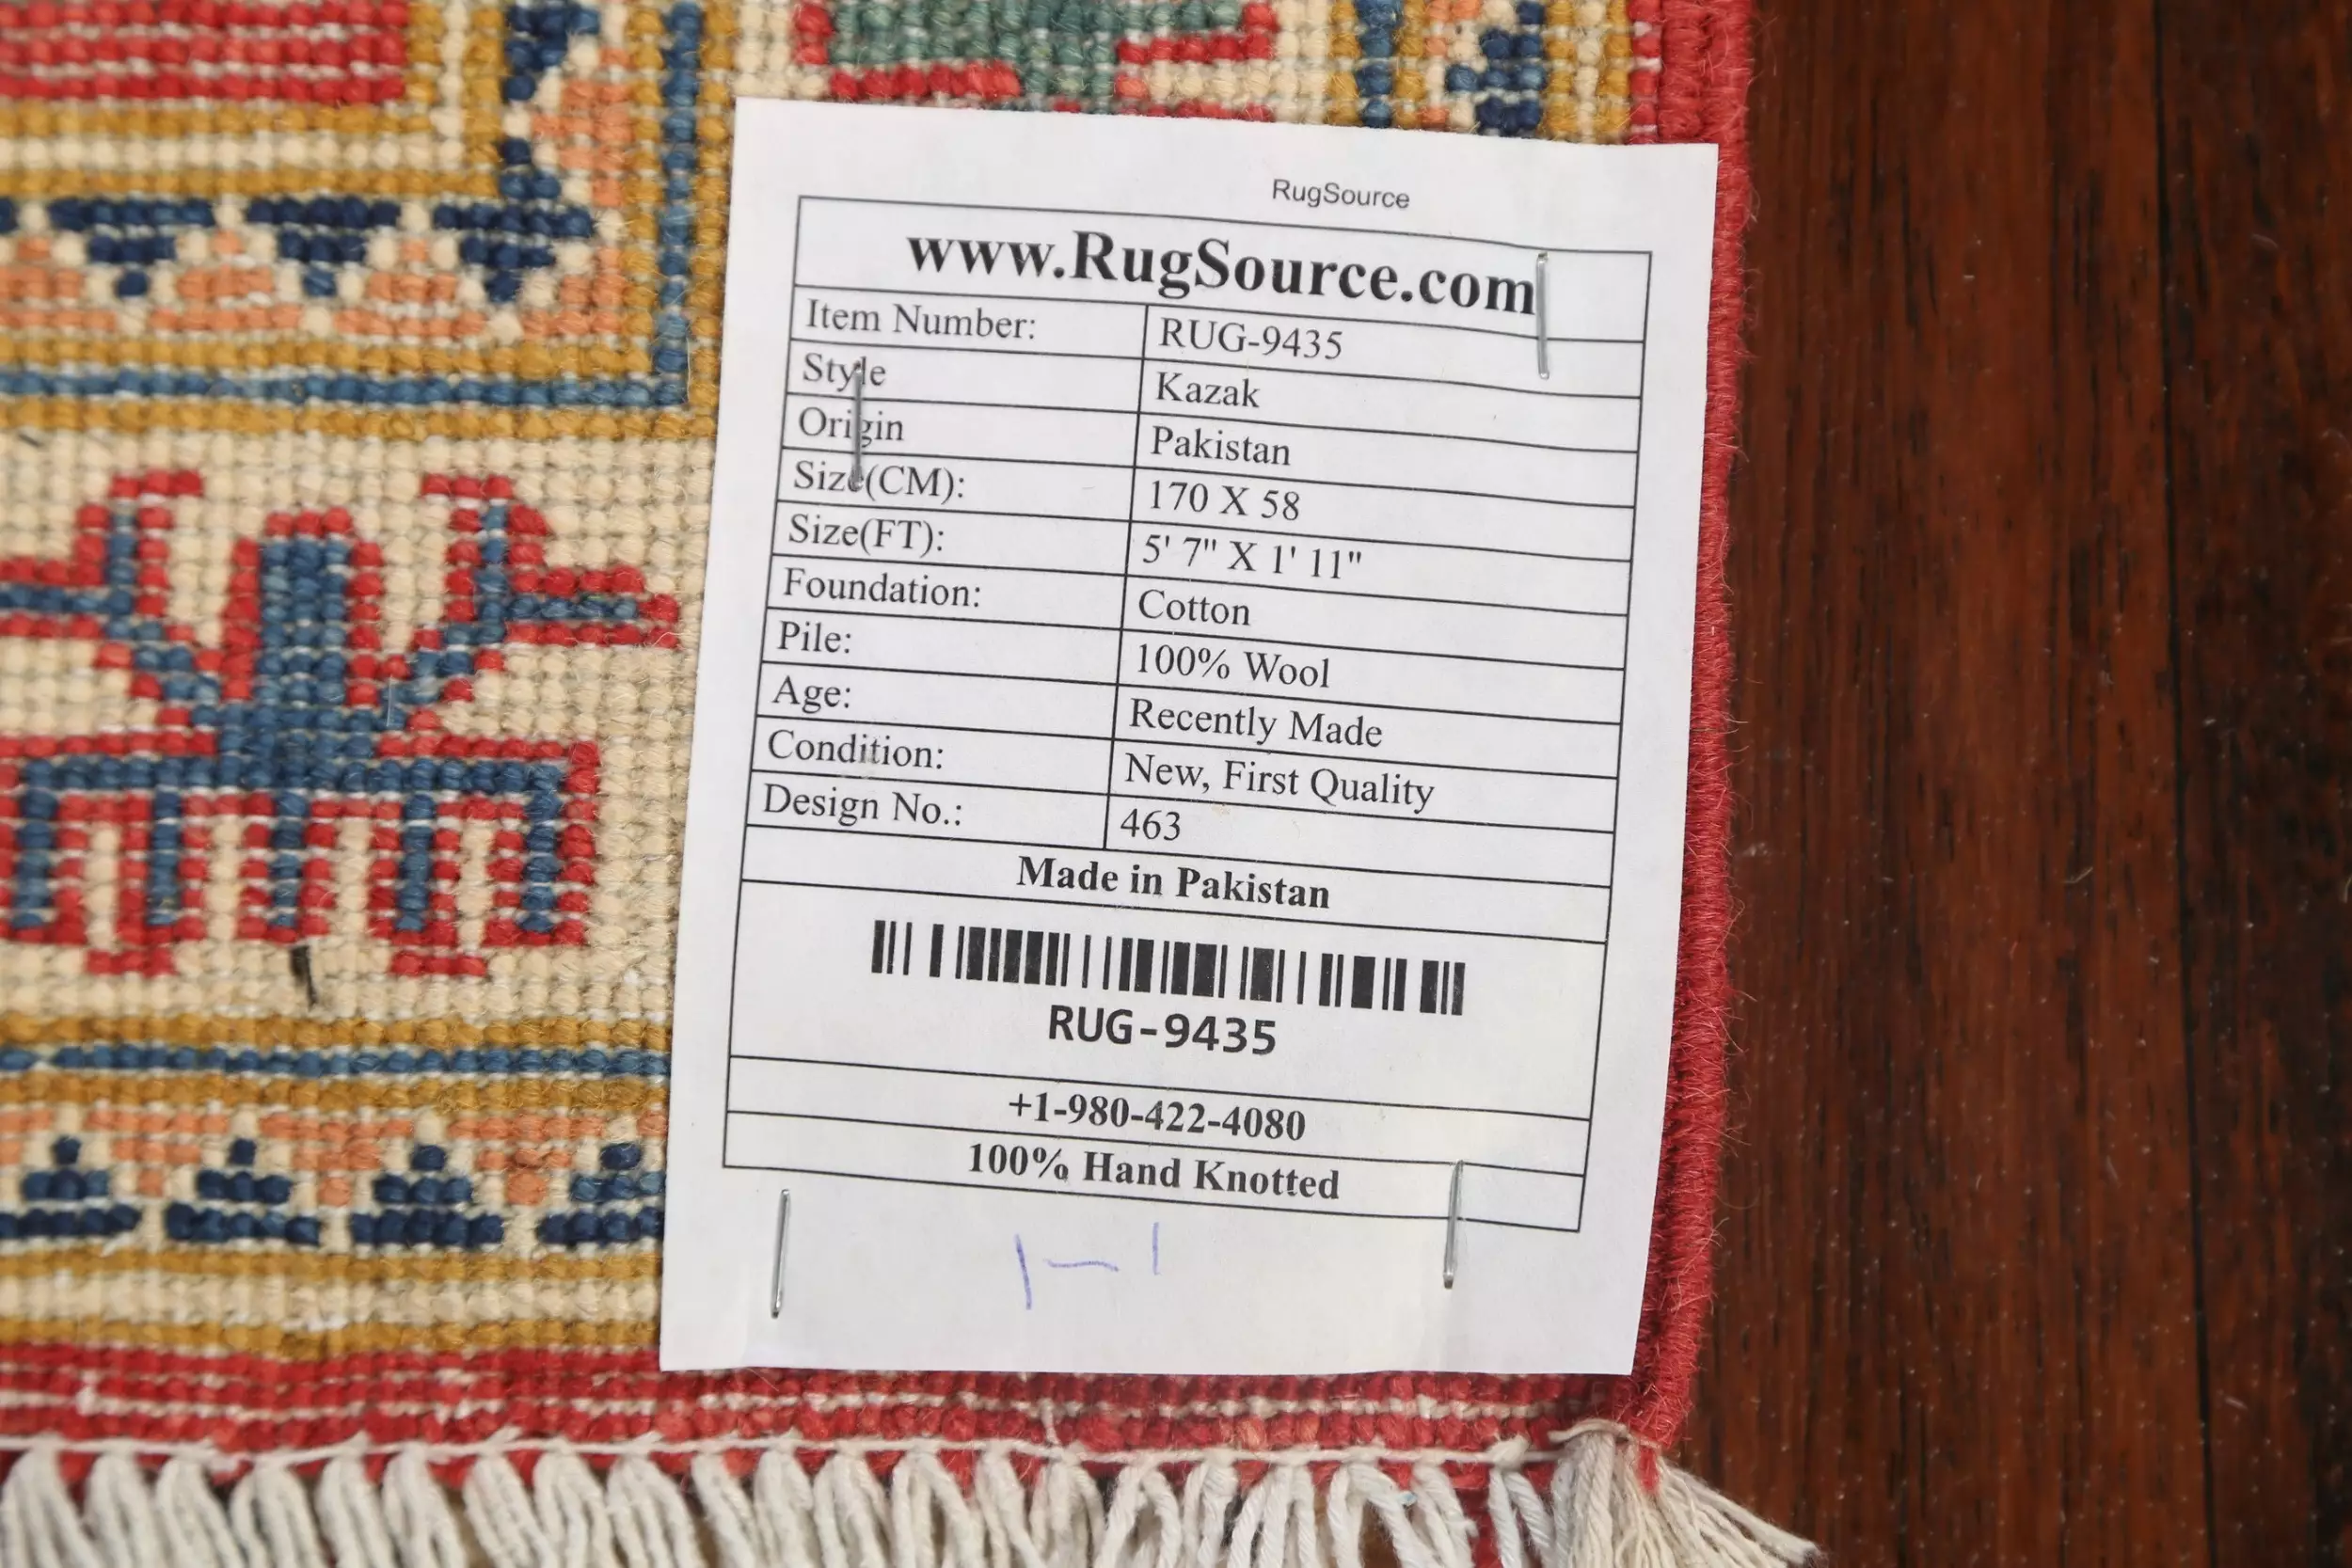 RugSource
www.RugSource.com
Item Number: RUG-9435
Style Kazak
Origin Pakistan
Size(CM): 170 X 58
Size(FT): 5' 7" X 1' 11"
Foundation: Cotton
Pile: 100% Wool
Age: Recently Made
Condition: New, First Quality
Design No.: 463
Made in Pakistan
RUG-9435
+1-980-422-4080
100% Hand Knotted
1-1